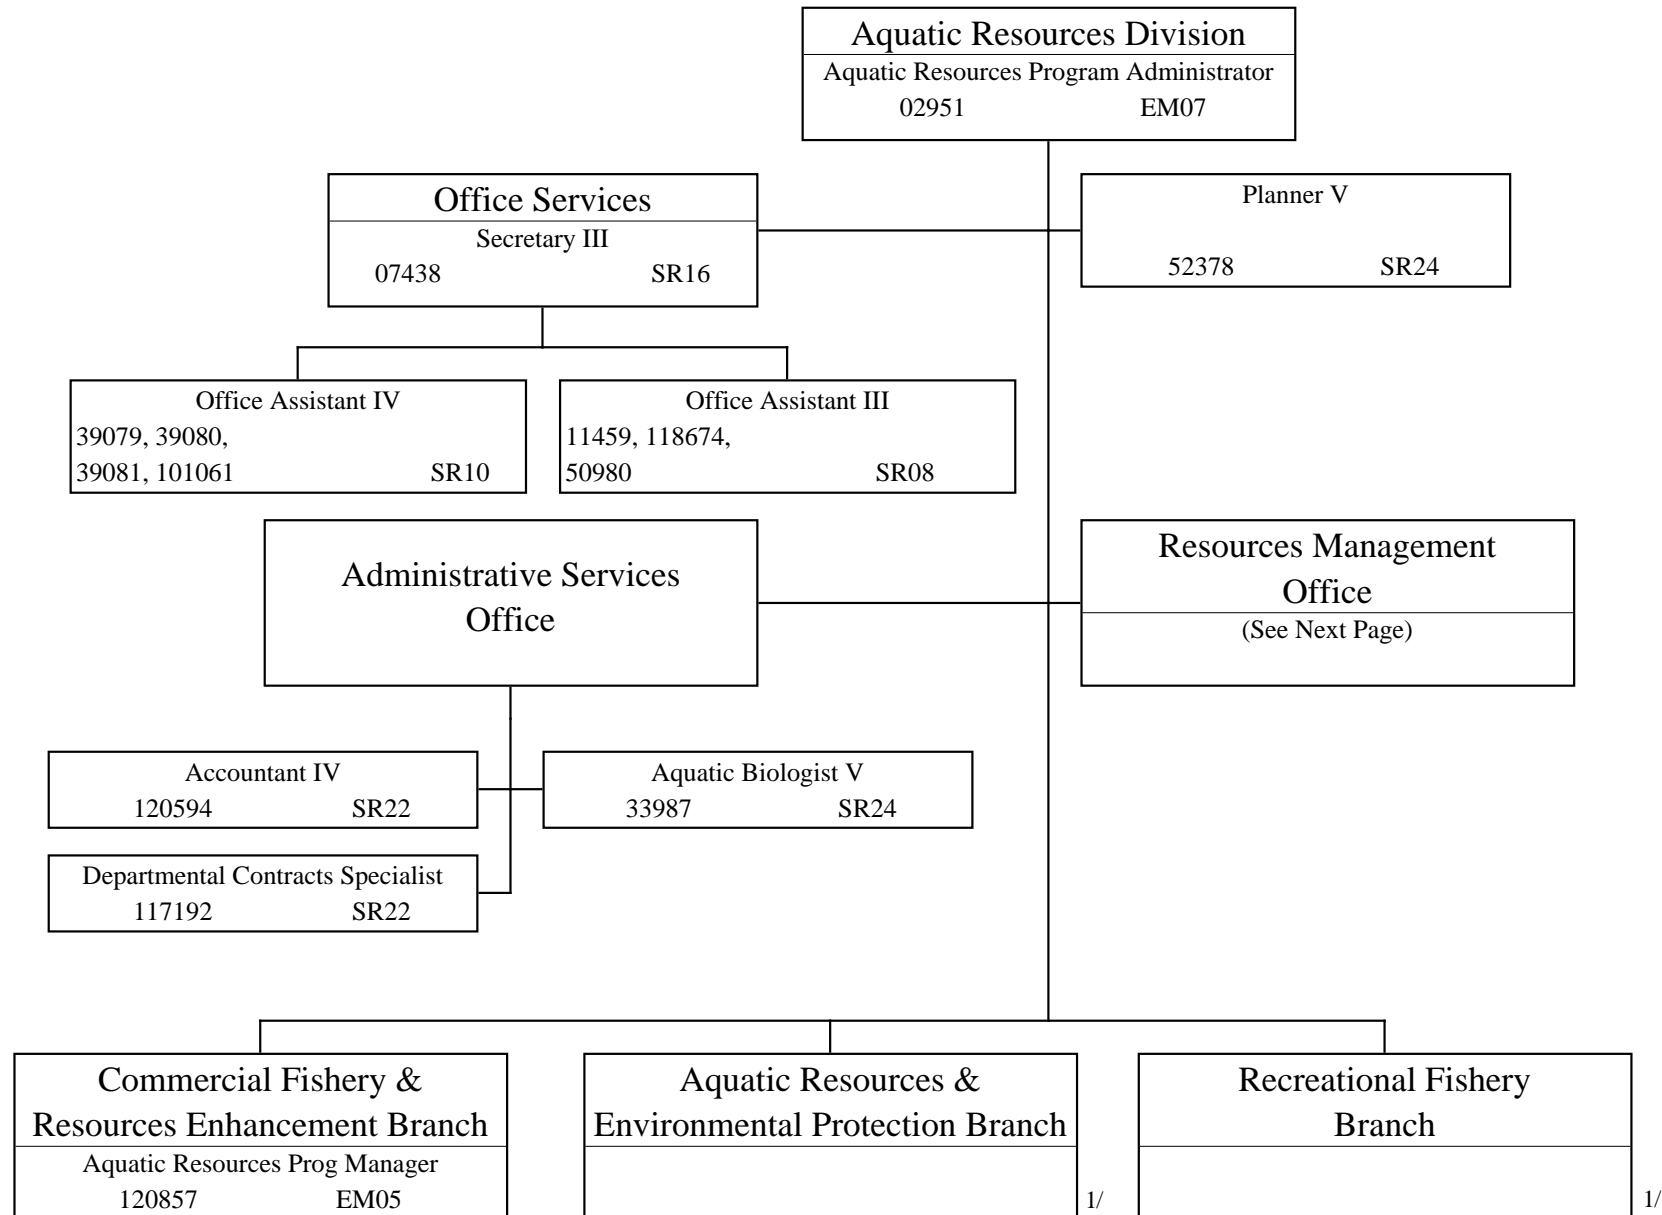 Aquatic Resources Division
Aquatic Resources Program Administrator
02951 EM07
Office Services
Secretary III
07438 SR16
Planner V
52378 SR24
Office Assistant IV
39079, 39080,
39081, 101061 SR10
Office Assistant III
11459, 118674,
50980 SR08
Administrative Services
Office
Resources Management
Office
(See Next Page)
Accountant IV
120594 SR22
Aquatic Biologist V
33987 SR24
Departmental Contracts Specialist
117192 SR22
Commercial Fishery &
Resources Enhancement Branch
Aquatic Resources Prog Manager
120857 EM05
Aquatic Resources &
Environmental Protection Branch
1/
Recreational Fishery
Branch
1/